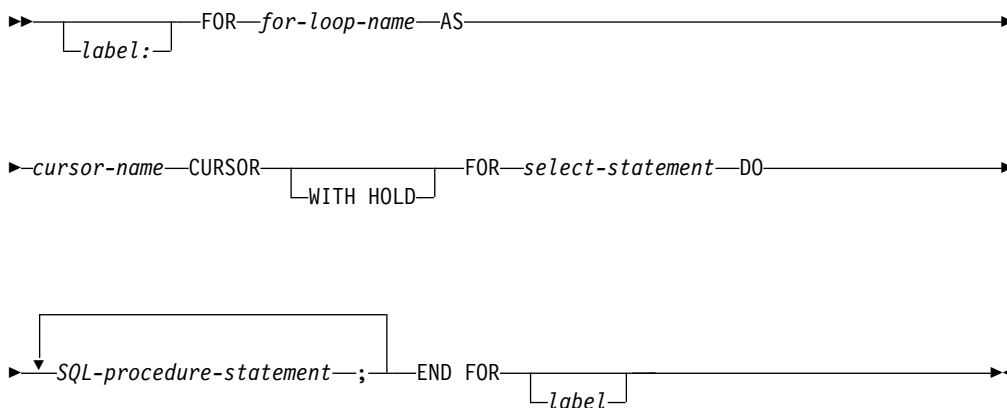 FOR for-loop-name AS
label:
cursor-name CURSOR FOR select-statement DO
WITH HOLD
SQL-procedure-statement ; END FOR
label